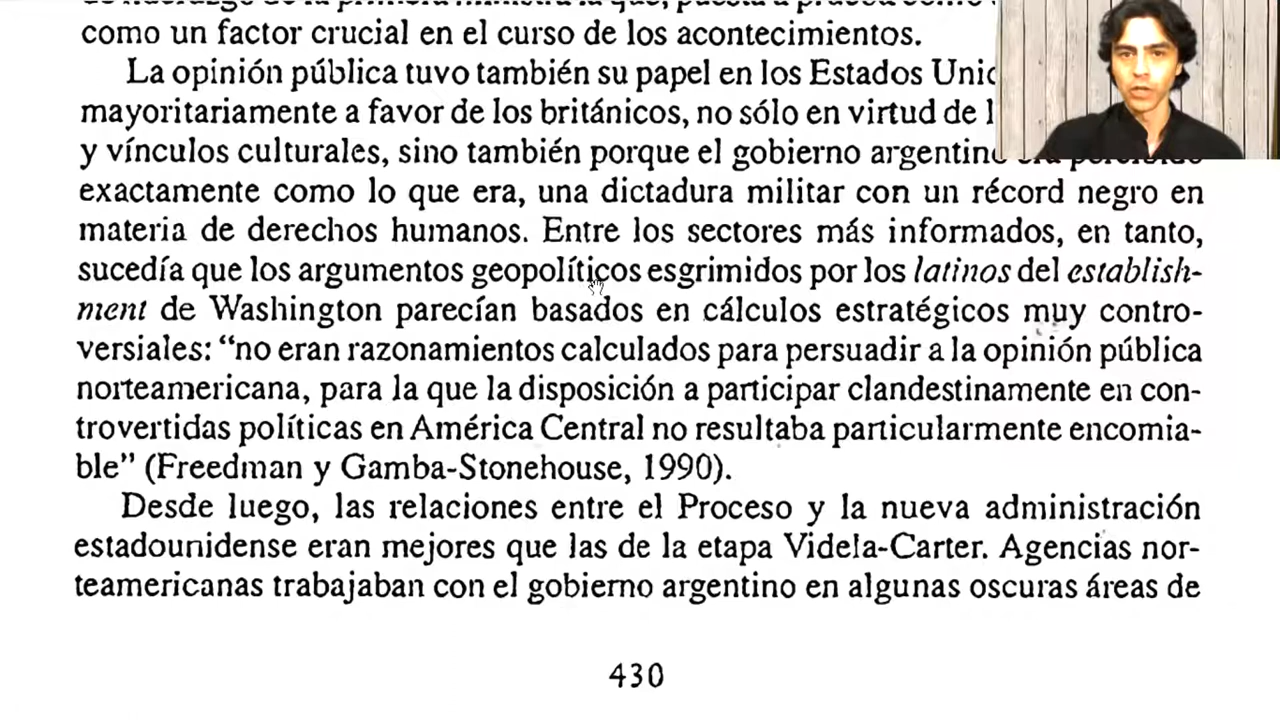 como un factor crucial en el curso de los acontecimientos.
La opinión pública tuvo también su papel en los Estados
mayoritariamente a favor de los británicos, no sólo en virtud de
y vínculos culturales, sino también porque el gobierno argentino
exactamente como lo que era, una dictadura militar con un récord negro en
materia de derechos humanos. Entre los sectores más informados, en tanto,
sucedía que los argumentos geopolíticos esgrimidos por los latinos del establish-
ment de Washington parecían basados en cálculos estratégicos muy contro-
versiales: “no eran razonamientos calculados para persuadir a la opinión pública
norteamericana, para la que la disposición a participar clandestinamente en con-
trovertidas políticas en América Central no resultaba particularmente encomia-
ble” (Freedman y Gamba-Stonehouse, 1990).
Desde luego, las relaciones entre el Proceso y la nueva administración
estadounidense eran mejores que las de la etapa Videla-Carter. Agencias nor-
teamericanas trabajaban con el gobierno argentino en algunas oscuras áreas de
430